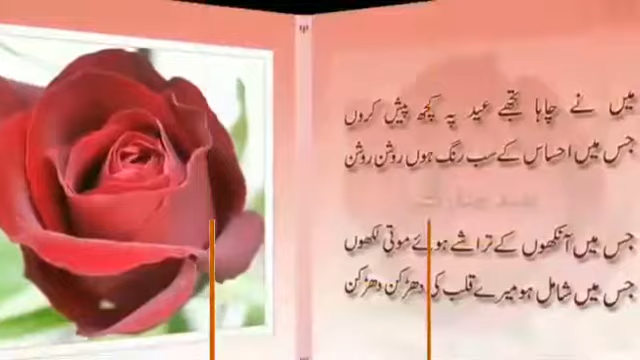 میں نے چاہا تجھے عید پہ کچھ پیش کروں
جس میں احساس کے سب رنگ ہوں روشن روشن
جس میں آنکھوں کے تراشے ہوئے موتی لکھوں
جس میں شامل ہو میرے قلب کی دھڑکن دھڑکن